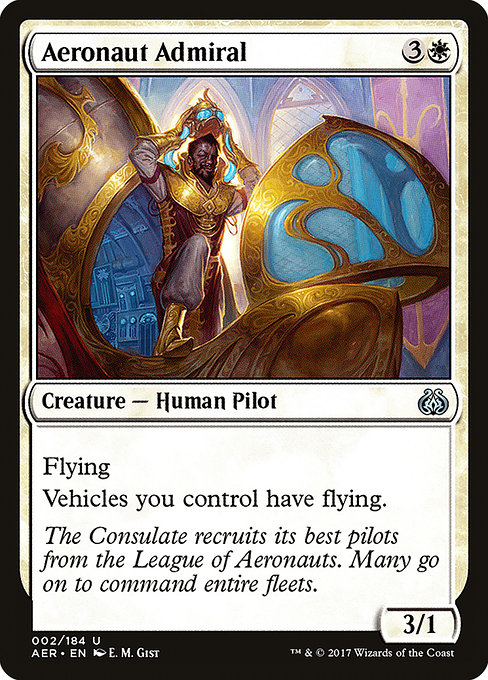 Aeronaut Admiral 3
Creature — Human Pilot
Flying
Vehicles you control have flying.
The Consulate recruits its best pilots
from the League of Aeronauts. Many go
on to command entire fleets.
3/1
002/184 U
AER • EN E. M. Gist
™ & © 2017 Wizards of the Coast